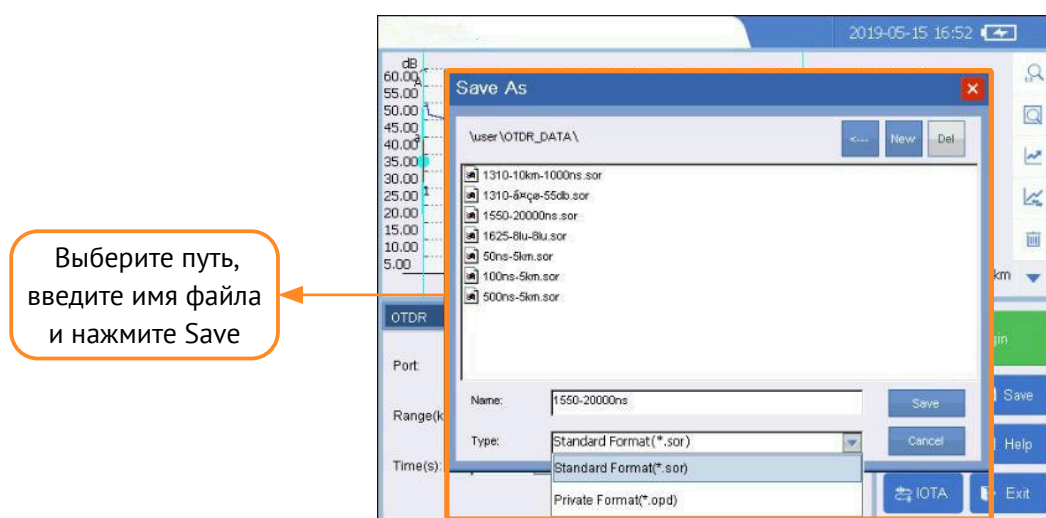 2019-05-15 16:52
dB
60.00
A
55.00
50.00
45.00
a
40.00
35.00
30.00
25.00
1
20.00
15.00
10.00
5.00
km
Save As
\user\OTDR_DATA\
<---
New
Del
1310-10km-1000ns.sor
1550-20000ns.sor
1625-8lu-8lu.sor
50ns-5km.sor
100ns-5km.sor
500ns-5km.sor
Выберите путь,
введите имя файла
и нажмите Save
OTDR
Port:
Range(k
Time(s):
Name:
1550-20000ns
Save
Type:
Standard Format(*.sor)
Cancel
Standard Format(*.sor)
Private Format(*.opd)
gin
Save
Help
IOTA
Exit